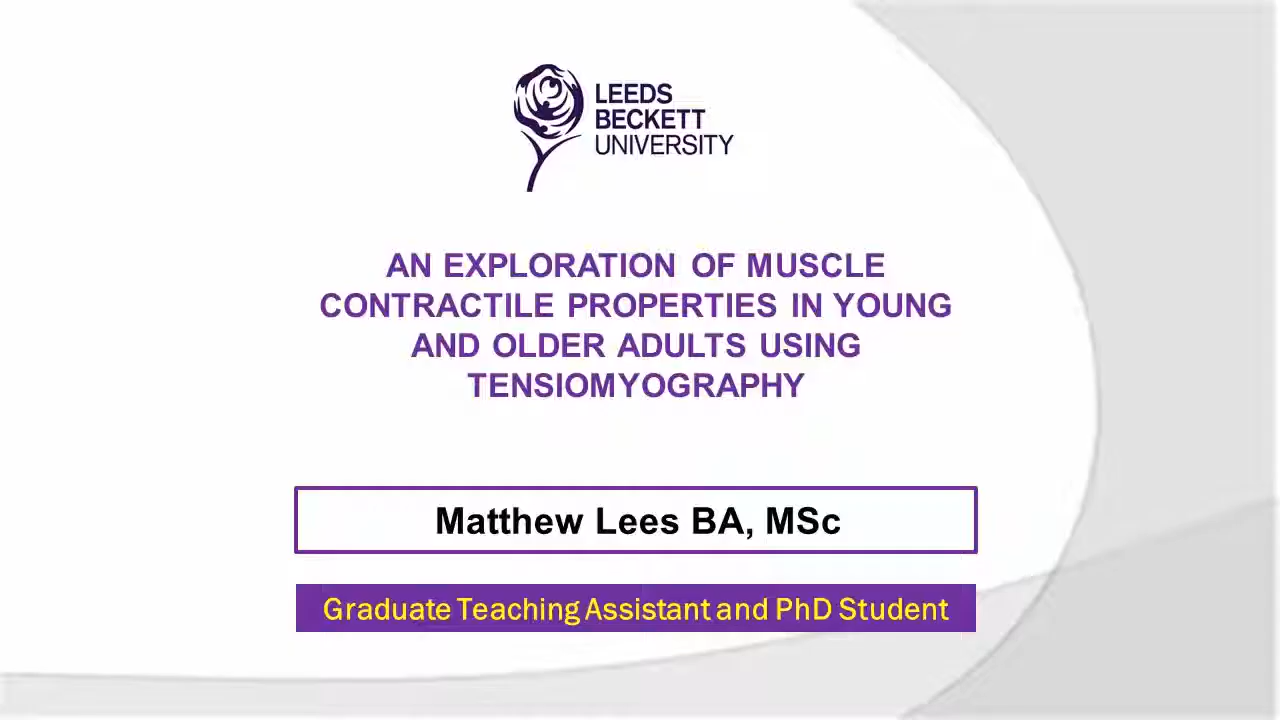 LEEDS
BECKETT
UNIVERSITY
AN EXPLORATION OF MUSCLE
CONTRACTILE PROPERTIES IN YOUNG
AND OLDER ADULTS USING
TENSIOMYOGRAPHY
Matthew Lees BA, MSc
Graduate Teaching Assistant and PhD Student